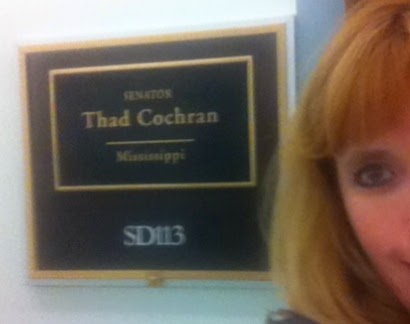 SENATOR
Thad Cochran
Mississippi
SD113